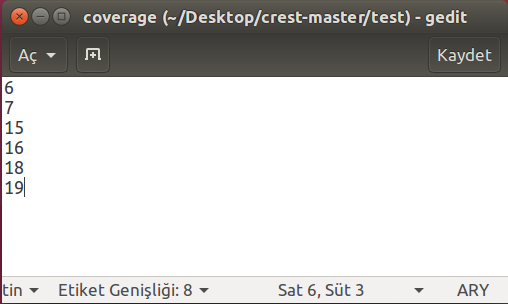 coverage (~/Desktop/crest-master/test) - gedit
Aç
Kaydet
6
7
15
16
18
19
tin
Etiket Genişliği: 8
Sat 6, Süt 3
ARY